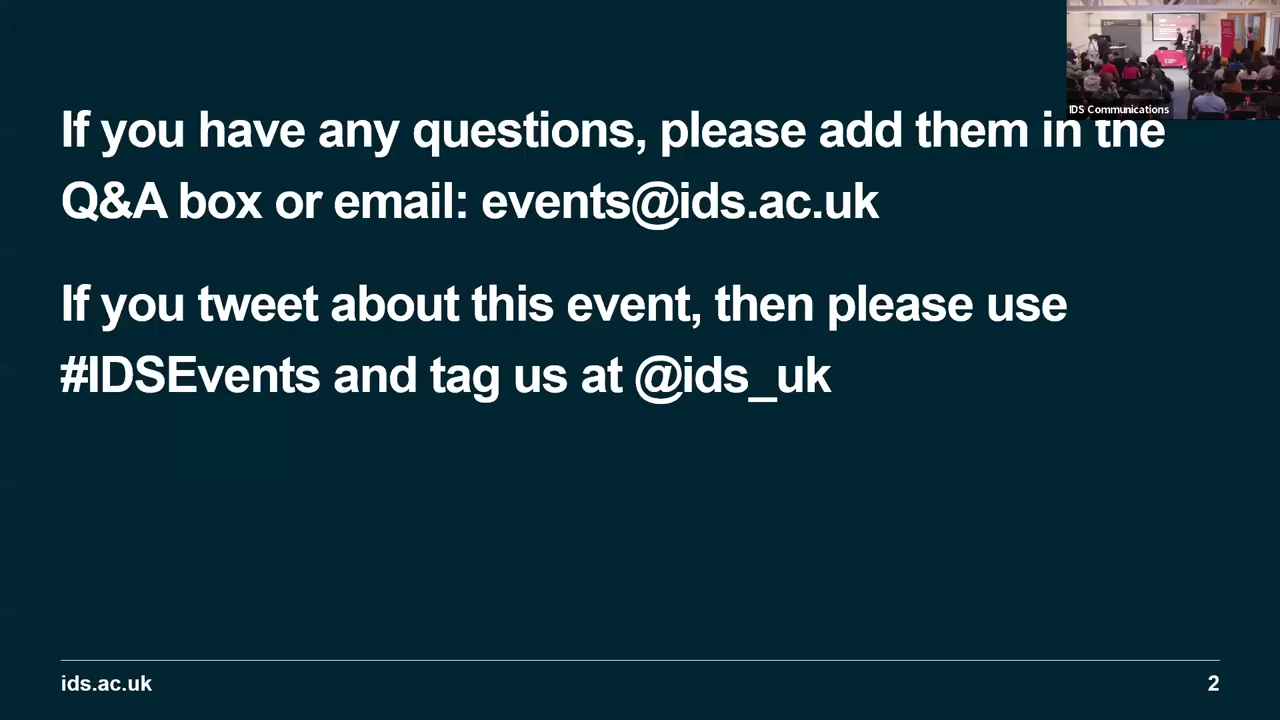 IDS Communications
If you have any questions, please add them in the
Q&A box or email: events@ids.ac.uk
If you tweet about this event, then please use
#IDSEvents and tag us at @ids_uk
ids.ac.uk
2